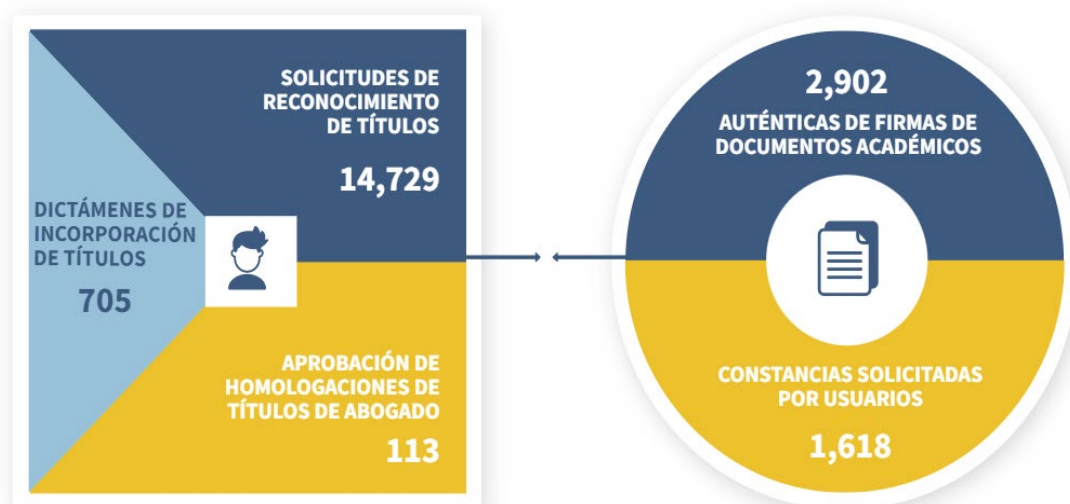 SOLICITUDES DE
RECONOCIMIENTO
DE TÍTULOS
14,729
DICTÁMENES DE
INCORPORACIÓN
DE TÍTULOS
705
APROBACIÓN DE
HOMOLOGACIONES DE
TÍTULOS DE ABOGADO
113
2,902
AUTÉNTICAS DE FIRMAS DE
DOCUMENTOS ACADÉMICOS
CONSTANCIAS SOLICITADAS
POR USUARIOS
1,618